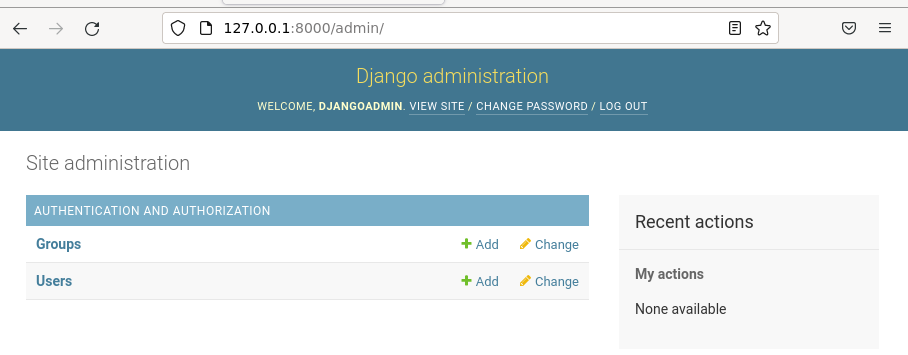 127.0.0.1:8000/admin/
Django administration
WELCOME, DJANGOADMIN. VIEW SITE / CHANGE PASSWORD / LOG OUT
Site administration
AUTHENTICATION AND AUTHORIZATION
Groups Add Change
Users Add Change
Recent actions
My actions
None available